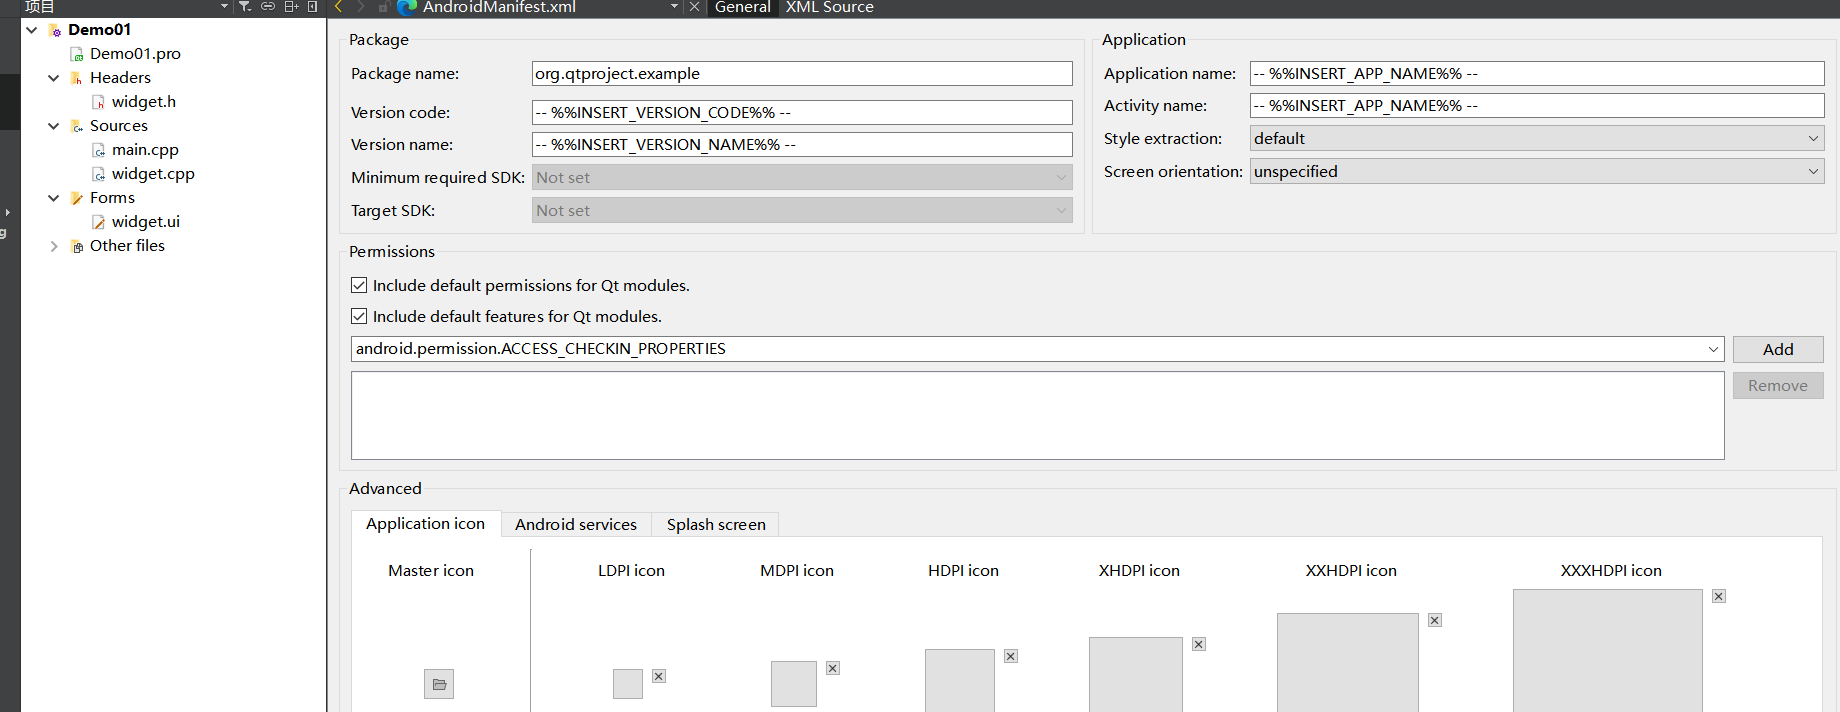 项目
AndroidManifest.xml
General
XML Source
Demo01
Demo01.pro
Headers
widget.h
Sources
main.cpp
widget.cpp
Forms
widget.ui
Other files
g
Package
Package name:
org.qtproject.example
Version code:
-- %%INSERT_VERSION_CODE%% --
Version name:
-- %%INSERT_VERSION_NAME%% --
Minimum required SDK:
Not set
Target SDK:
Not set
Application
Application name:
-- %%INSERT_APP_NAME%% --
Activity name:
-- %%INSERT_APP_NAME%% --
Style extraction:
default
Screen orientation:
unspecified
Permissions
Include default permissions for Qt modules.
Include default features for Qt modules.
android.permission.ACCESS_CHECKIN_PROPERTIES
Add
Remove
Advanced
Application icon
Android services
Splash screen
Master icon
LDPI icon
MDPI icon
HDPI icon
XHDPI icon
XXHDPI icon
XXXHDPI icon